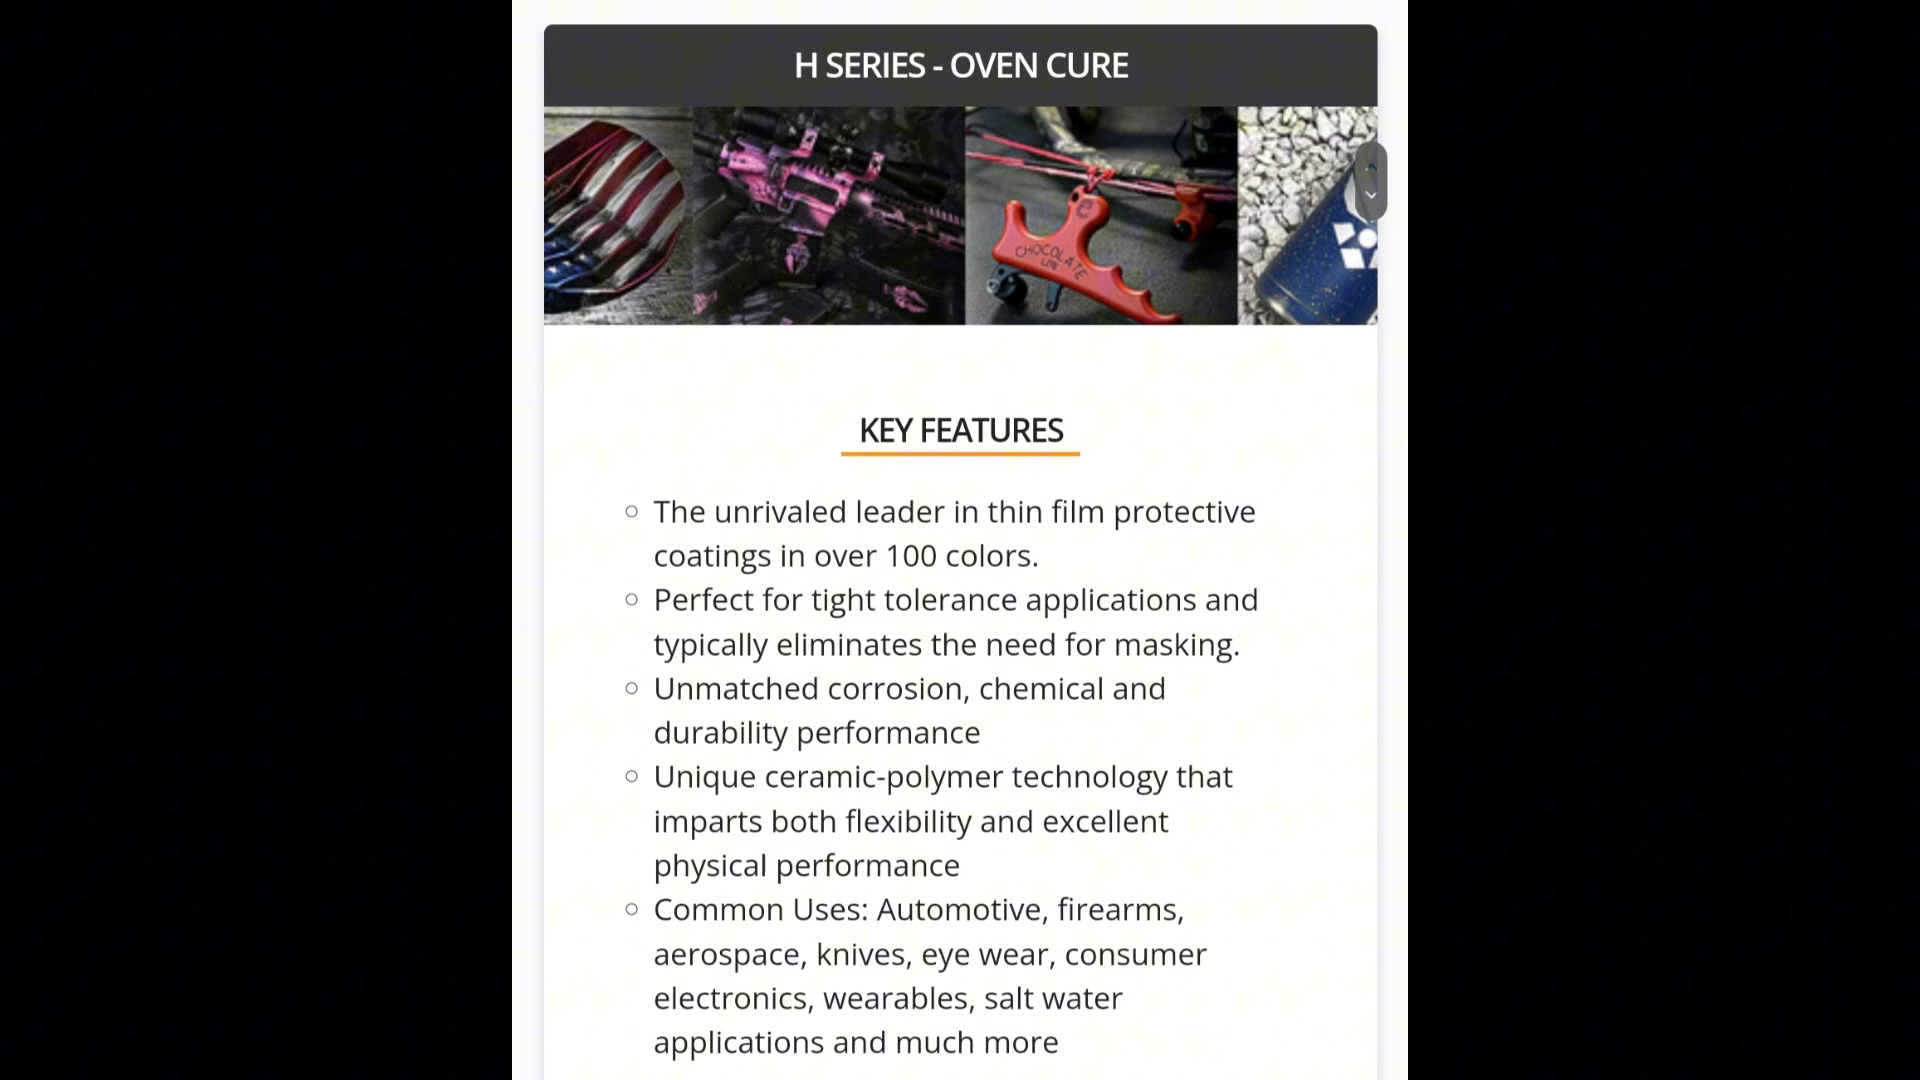 H SERIES - OVEN CURE
CHOCOLATE
LITE
KEY FEATURES
The unrivaled leader in thin film protective
coatings in over 100 colors.
Perfect for tight tolerance applications and
typically eliminates the need for masking.
Unmatched corrosion, chemical and
durability performance
Unique ceramic-polymer technology that
imparts both flexibility and excellent
physical performance
Common Uses: Automotive, firearms,
aerospace, knives, eye wear, consumer
electronics, wearables, salt water
applications and much more